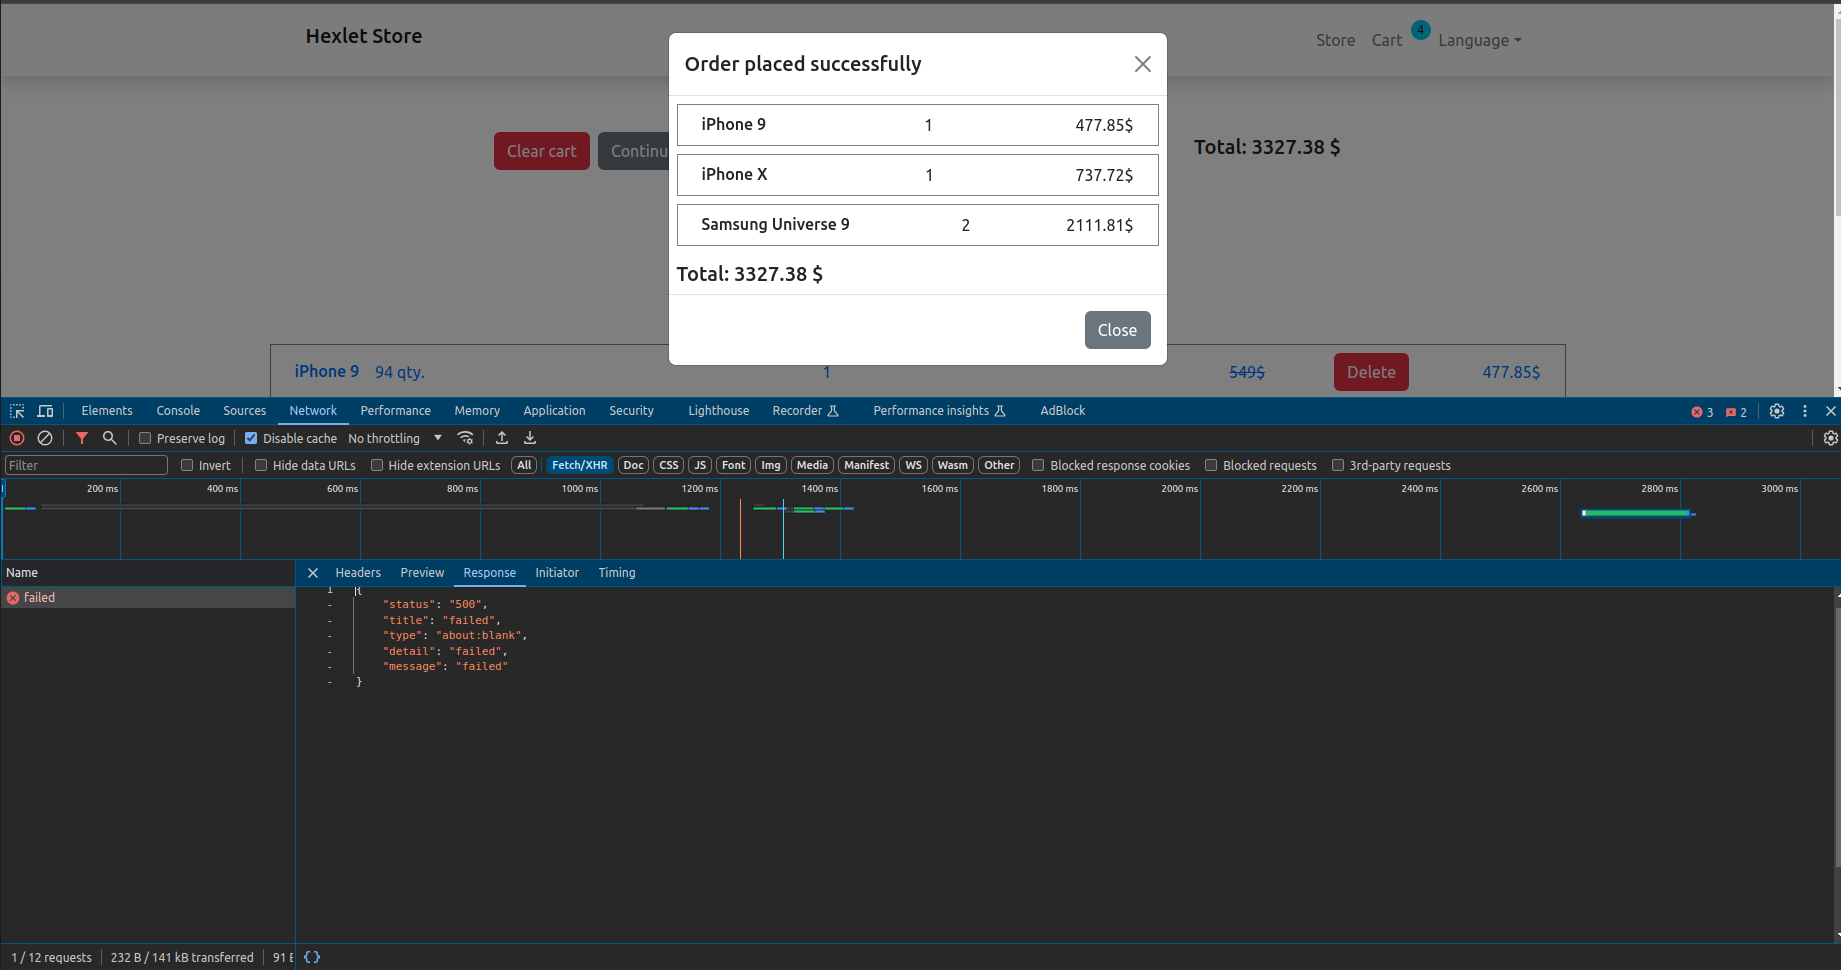 Hexlet Store
Store Cart 4 Language
Order placed successfully
iPhone 9 1 477.85$
iPhone X 1 737.72$
Samsung Universe 9 2 2111.81$
Total: 3327.38 $
Close
Clear cart Continu
Total: 3327.38 $
iPhone 9 94 qty. 1 549$ Delete 477.85$
Elements Console Sources Network Performance Memory Application Security Lighthouse Recorder Performance insights AdBlock 3 2
Preserve log Disable cache No throttling
Filter Invert Hide data URLs Hide extension URLs All Fetch/XHR Doc CSS JS Font Img Media Manifest WS Wasm Other Blocked response cookies Blocked requests 3rd-party requests
200 ms 400 ms 600 ms 800 ms 1000 ms 1200 ms 1400 ms 1600 ms 1800 ms 2000 ms 2200 ms 2400 ms 2600 ms 2800 ms 3000 ms
Name Headers Preview Response Initiator Timing
failed
1 {
- "status": "500",
- "title": "failed",
- "type": "about:blank",
- "detail": "failed",
- "message": "failed"
- }
1 / 12 requests 232 B / 141 kB transferred 91 {}